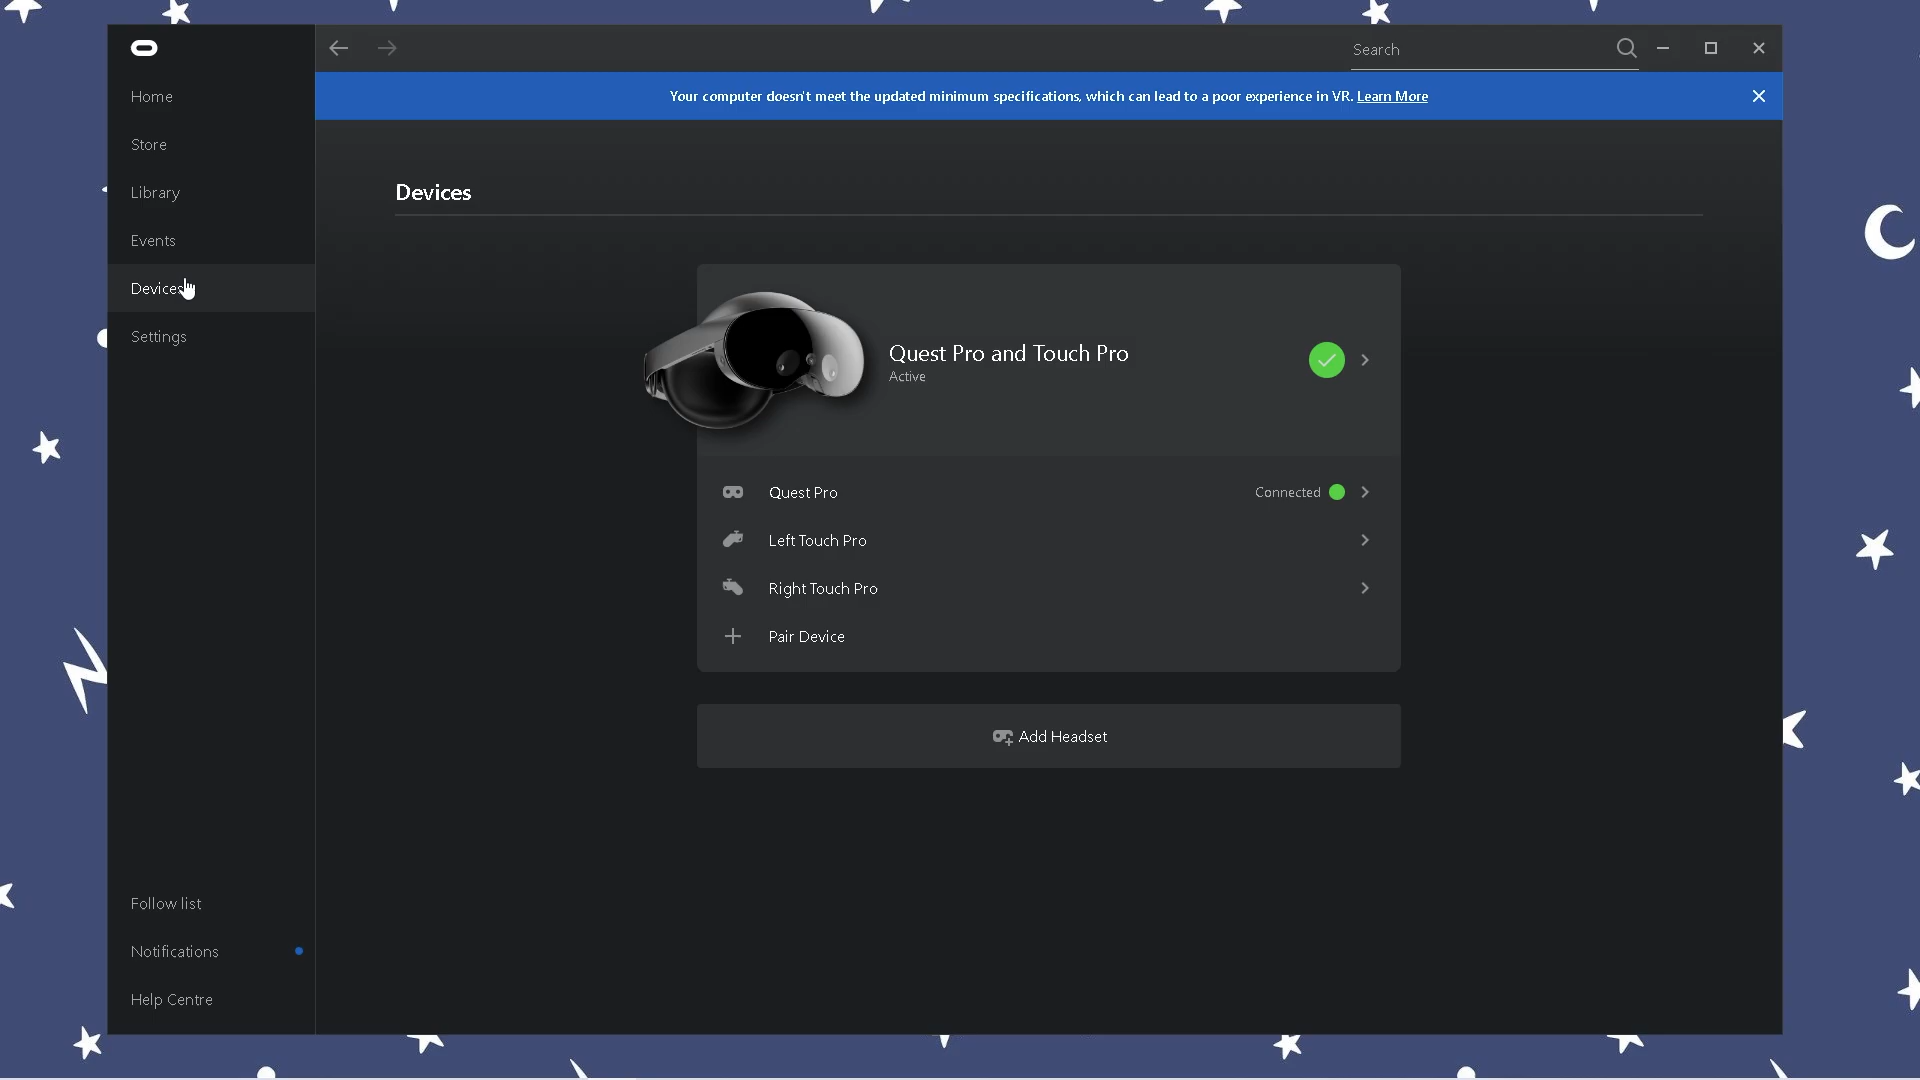 Search
Home
Your computer doesn't meet the updated minimum specifications, which can lead to a poor experience in VR. Learn More
Store
Library
Events
Devices
Settings
Devices
Quest Pro and Touch Pro
Active
Quest Pro
Connected
Left Touch Pro
Right Touch Pro
Pair Device
Add Headset
Follow list
Notifications
Help Centre